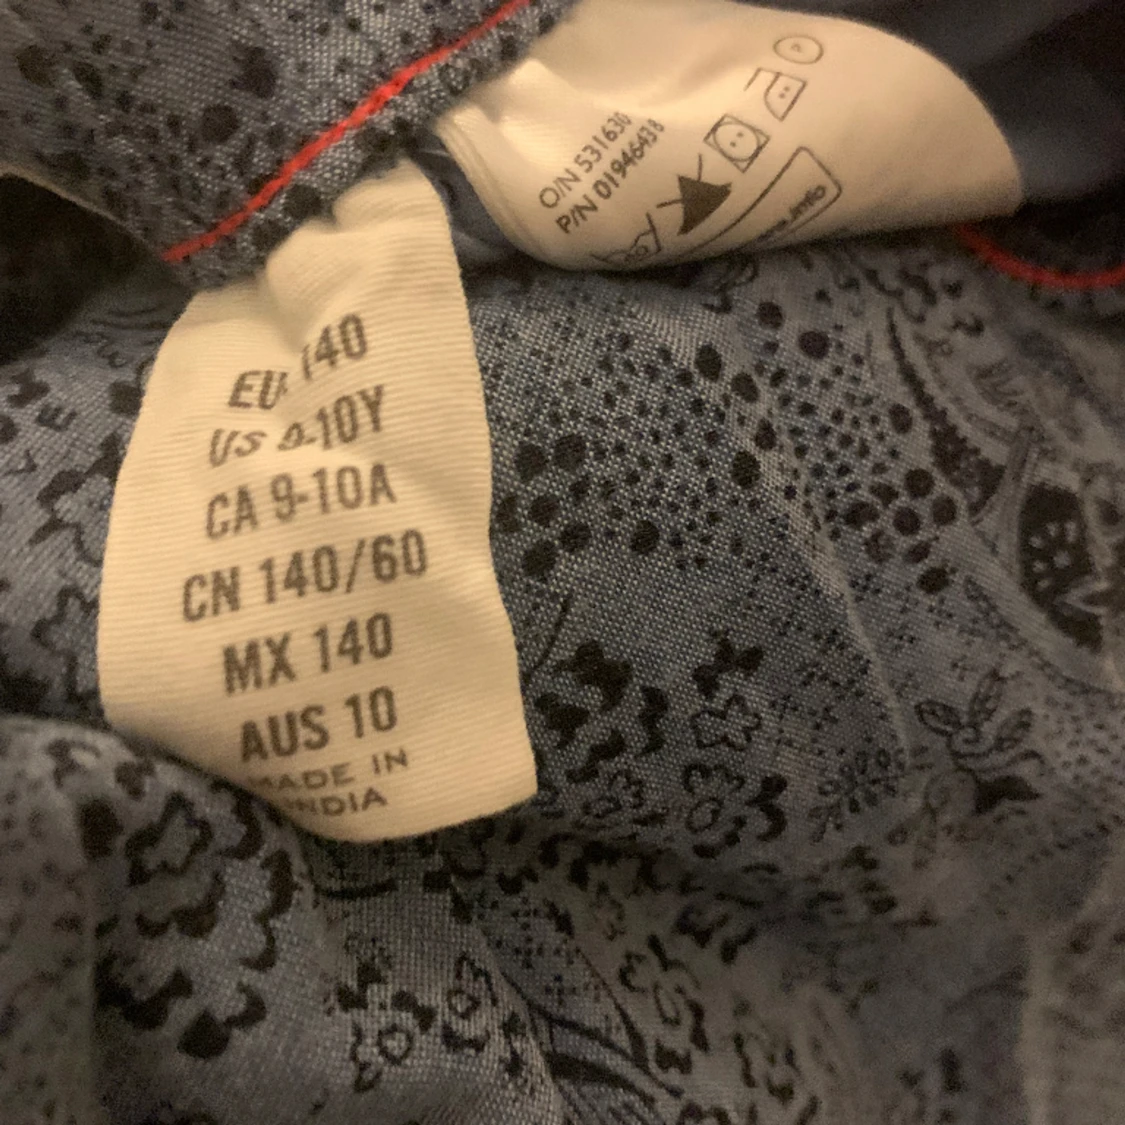 O/N 531630
P/N 01946438
EU 140
US 9-10Y
CA 9-10A
CN 140/60
MX 140
AUS 10
MADE IN
INDIA